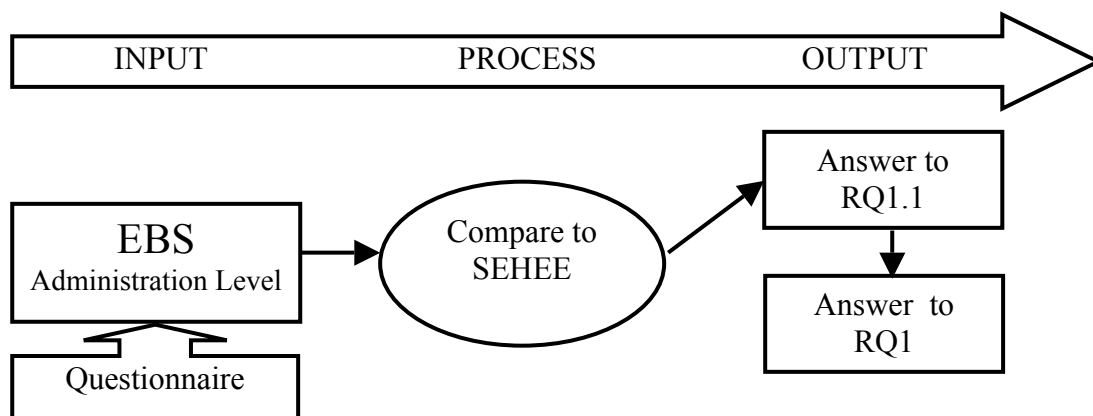 INPUT PROCESS OUTPUT
EBS
Administration Level
Questionnaire
Compare to
SEHEE
Answer to
RQ1.1
Answer to
RQ1